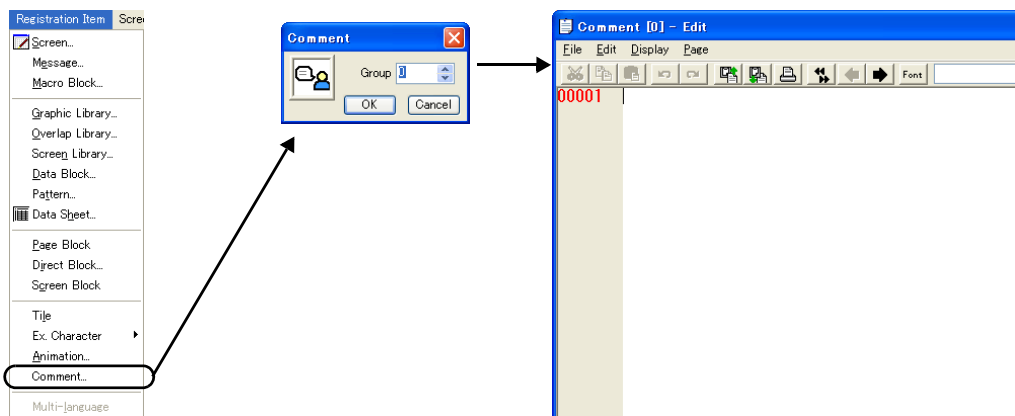 Registration Item Scre
Screen...
Message...
Macro Block...
Graphic Library...
Overlap Library...
Screen Library...
Data Block...
Pattern...
Data Sheet...
Page Block
Direct Block...
Screen Block
Tile
Ex. Character
Animation...
Comment...
Multi-language
Comment
Group 0
OK Cancel
Comment [0] - Edit
File Edit Display Page
Font
00001